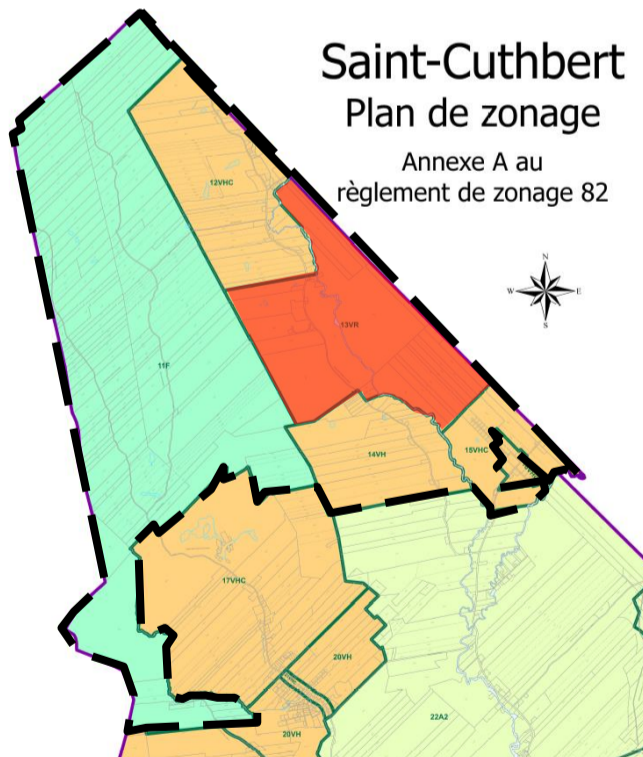 Saint-Cuthbert
Plan de zonage
Annexe A au
règlement de zonage 82
N
W E
S
12VHC
13VR
11F
14VH
15VHC
17VHC
20VH
22A2
20VH